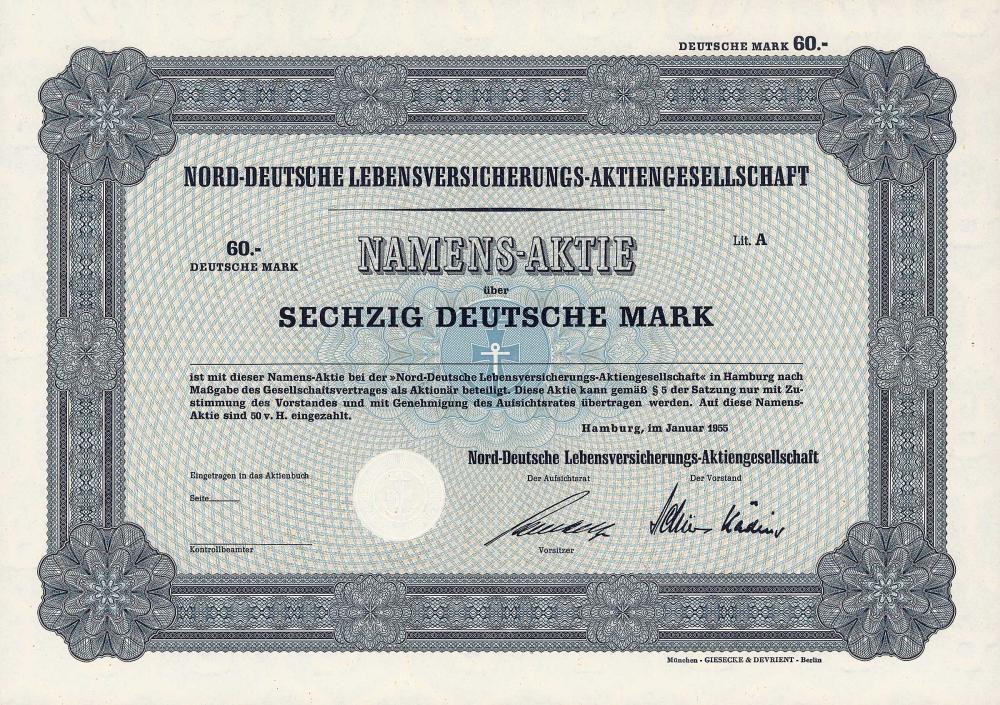 DEUTSCHE MARK 60.-
NORD-DEUTSCHE LEBENSVERSICHERUNGS-AKTIENGESELLSCHAFT
60.-
DEUTSCHE MARK
NAMENS-AKTIE
Lit. A
über
SECHZIG DEUTSCHE MARK
ist mit dieser Namens-Aktie bei der »Nord-Deutsche Lebensversicherungs-Aktiengesellschaft« in Hamburg nach
Maßgabe des Gesellschaftsvertrages als Aktionär beteiligt. Diese Aktie kann gemäß § 5 der Satzung nur mit Zu-
stimmung des Vorstandes und mit Genehmigung des Aufsichtsrates übertragen werden. Auf diese Namens-
Aktie sind 50 v. H. eingezahlt.
Hamburg, im Januar 1955
Nord-Deutsche Lebensversicherungs-Aktiengesellschaft
Eingetragen in das Aktienbuch
Der Aufsichtsrat
Der Vorstand
Seite
Kontrollbeamter
Vorsitzer
München - GIESECKE & DEVRIENT - Berlin